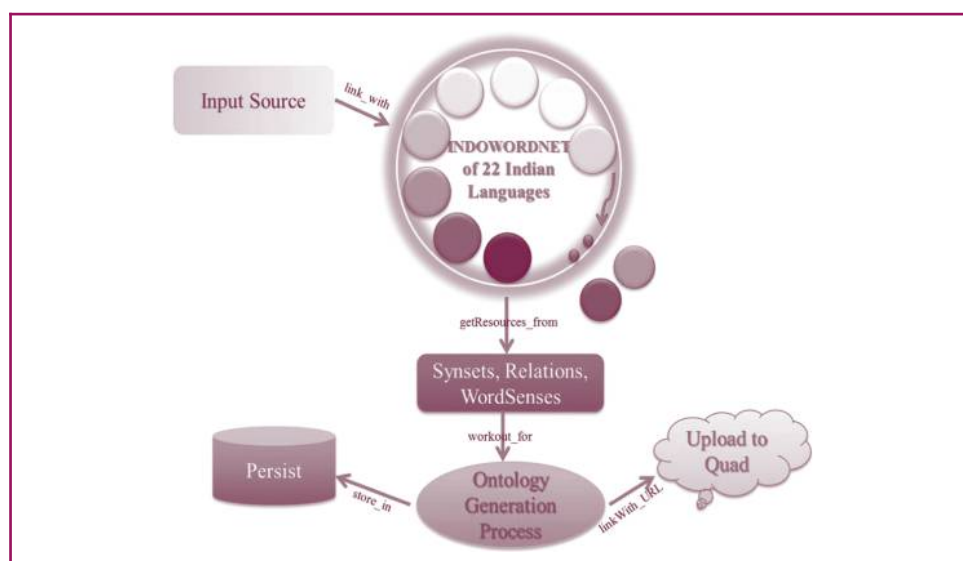 Input Source
link_with
INDOWORDNET
of 22 Indian
Languages
getResources_from
Synsets, Relations,
WordSenses
workout_for
Persist
store_in
Ontology
Generation
Process
linkWith_URL
Upload to
Quad